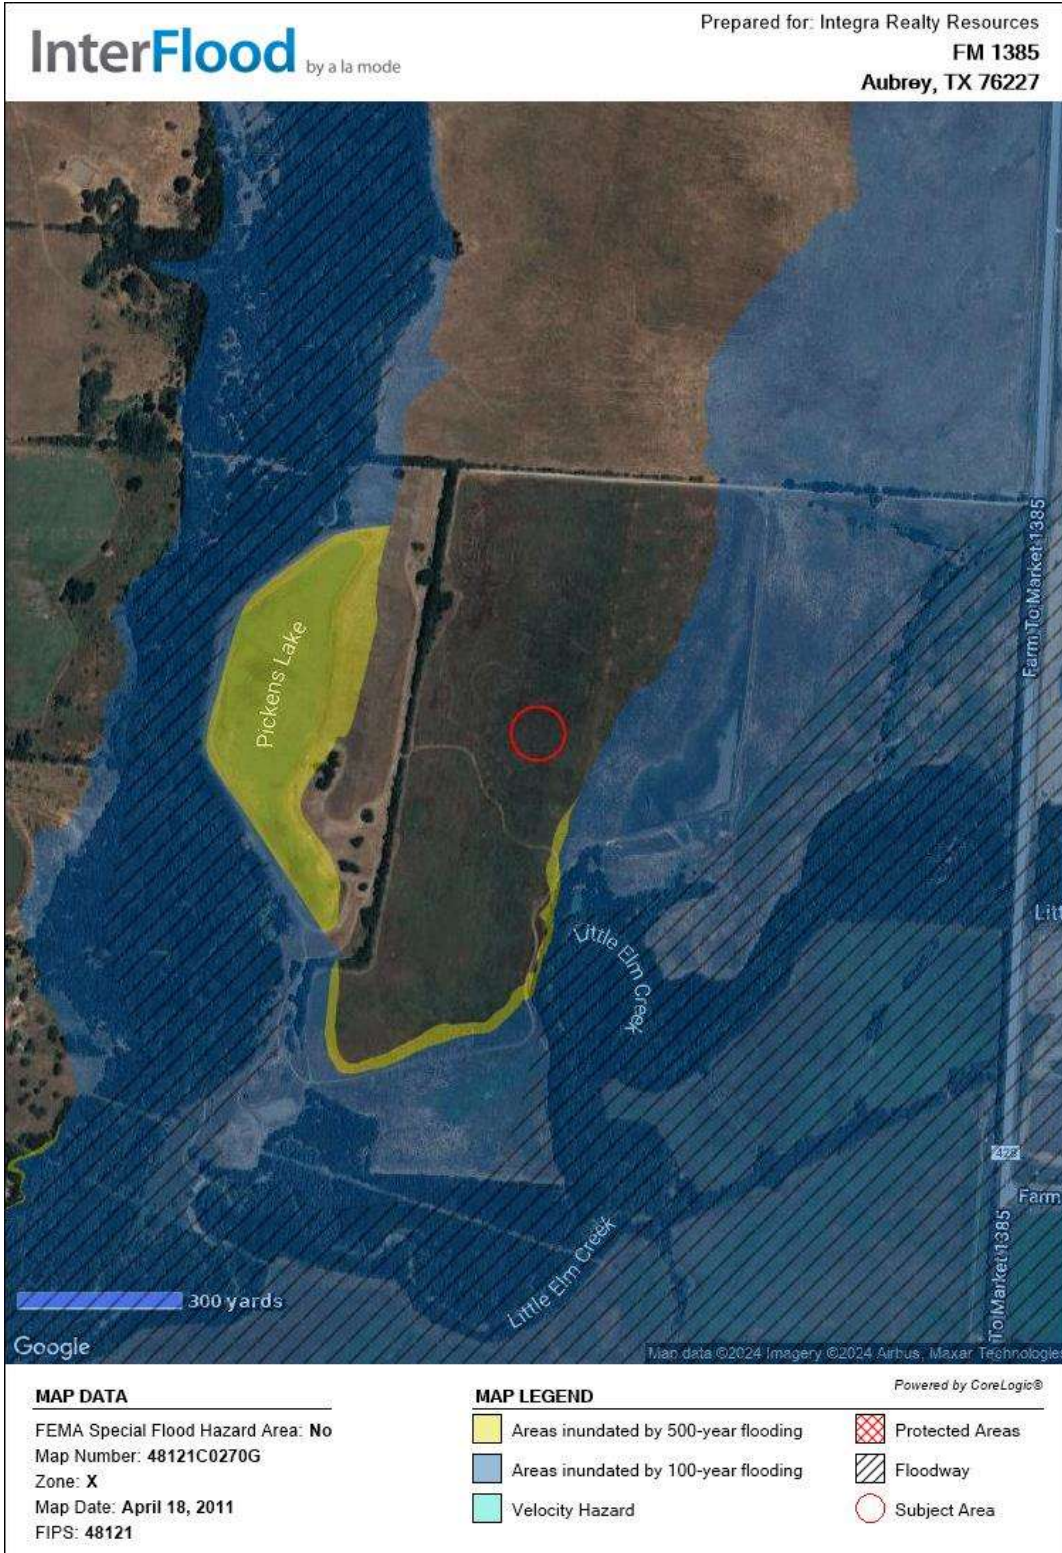 InterFlood by a la mode
Prepared for: Integra Realty Resources
FM 1385
Aubrey, TX 76227
Farm To Market 1385
Pickens Lake
Little Elm Creek
Litt
428
Farm
Little Elm Creek
To Market 1385
300 yards
Google
Map data ©2024 Imagery ©2024 Airbus, Maxar Technologies
Powered by CoreLogic®
MAP DATA
FEMA Special Flood Hazard Area: No
Map Number: 48121C0270G
Zone: X
Map Date: April 18, 2011
FIPS: 48121
MAP LEGEND
Areas inundated by 500-year flooding
Areas inundated by 100-year flooding
Velocity Hazard
Protected Areas
Floodway
Subject Area